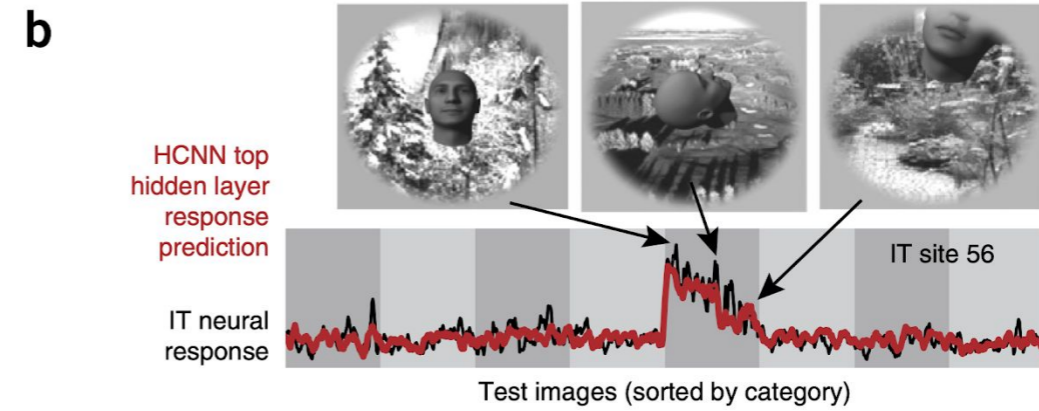 b
HCNN top
hidden layer
response
prediction
IT neural
response
IT site 56
Test images (sorted by category)